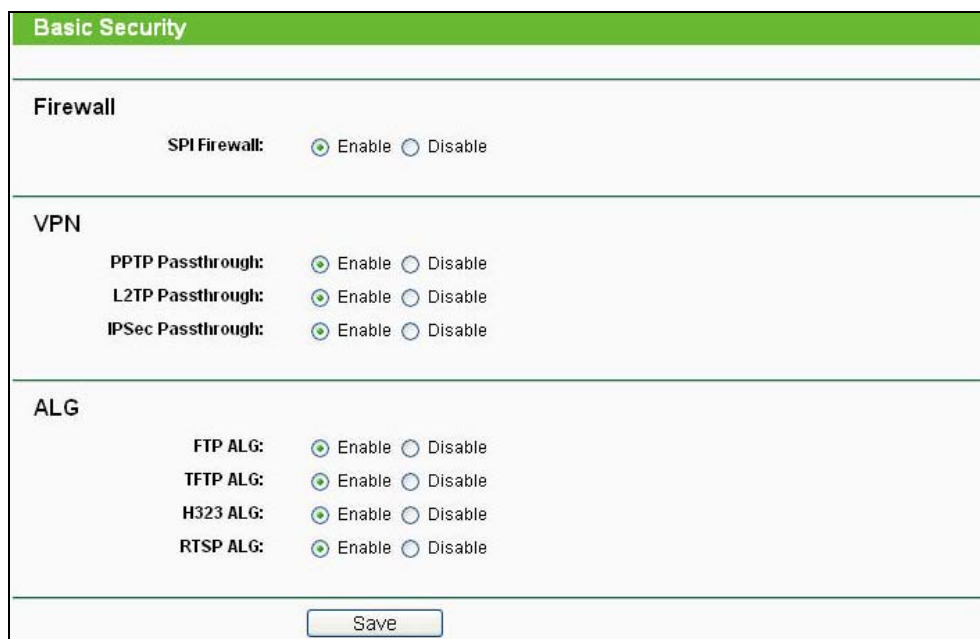 Basic Security
Firewall
SPI Firewall: Enable Disable
VPN
PPTP Passthrough: Enable Disable
L2TP Passthrough: Enable Disable
IPSec Passthrough: Enable Disable
ALG
FTP ALG: Enable Disable
TFTP ALG: Enable Disable
H323 ALG: Enable Disable
RTSP ALG: Enable Disable
Save